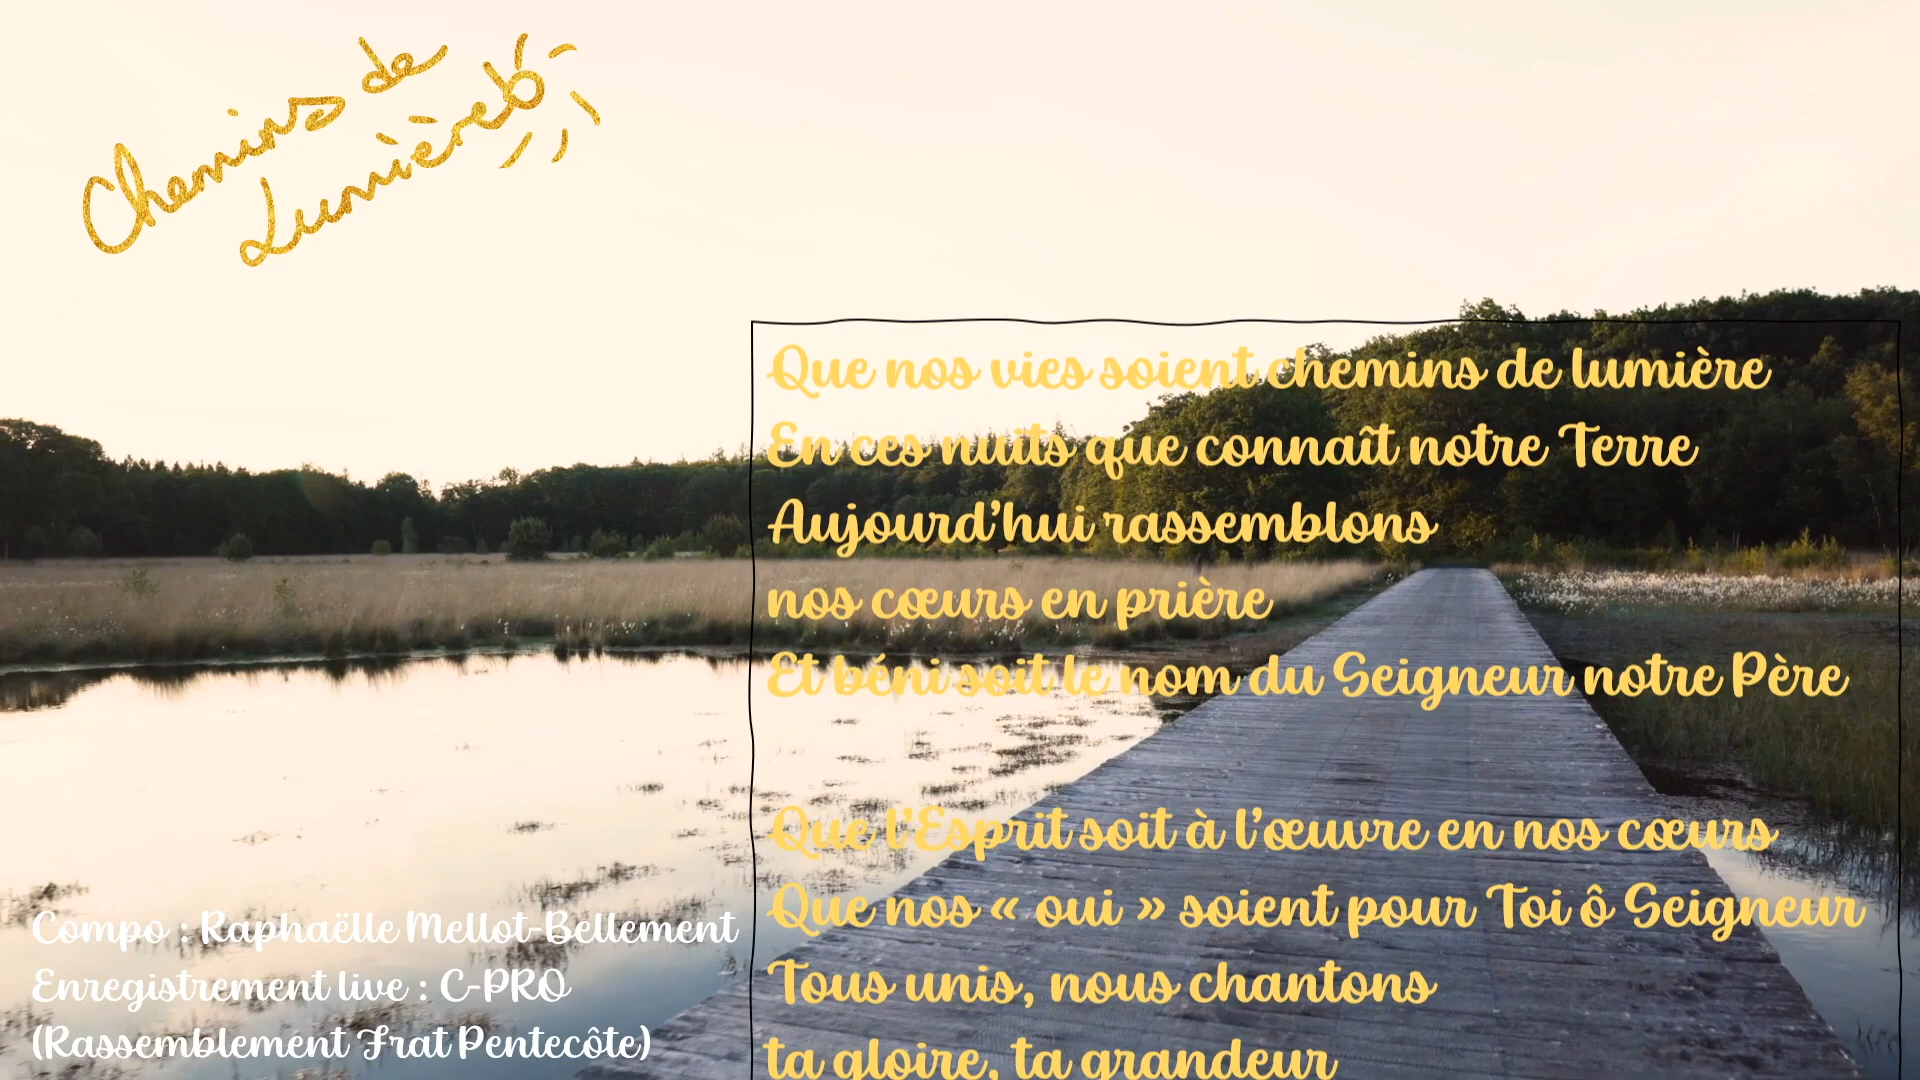 Chemins de
Lumière
Que nos vies soient chemins de lumière
En ces nuits que connaît notre Terre
Aujourd'hui rassemblons
nos cœurs en prière
Et béni soit le nom du Seigneur notre Père
Que l'Esprit soit à l'œuvre en nos cœurs
Que nos « oui » soient pour Toi ô Seigneur
Tous unis, nous chantons
ta gloire, ta grandeur
Compo : Raphaëlle Mellot-Bellement
Enregistrement live : C-PRO
(Rassemblement Frat Pentecôte)